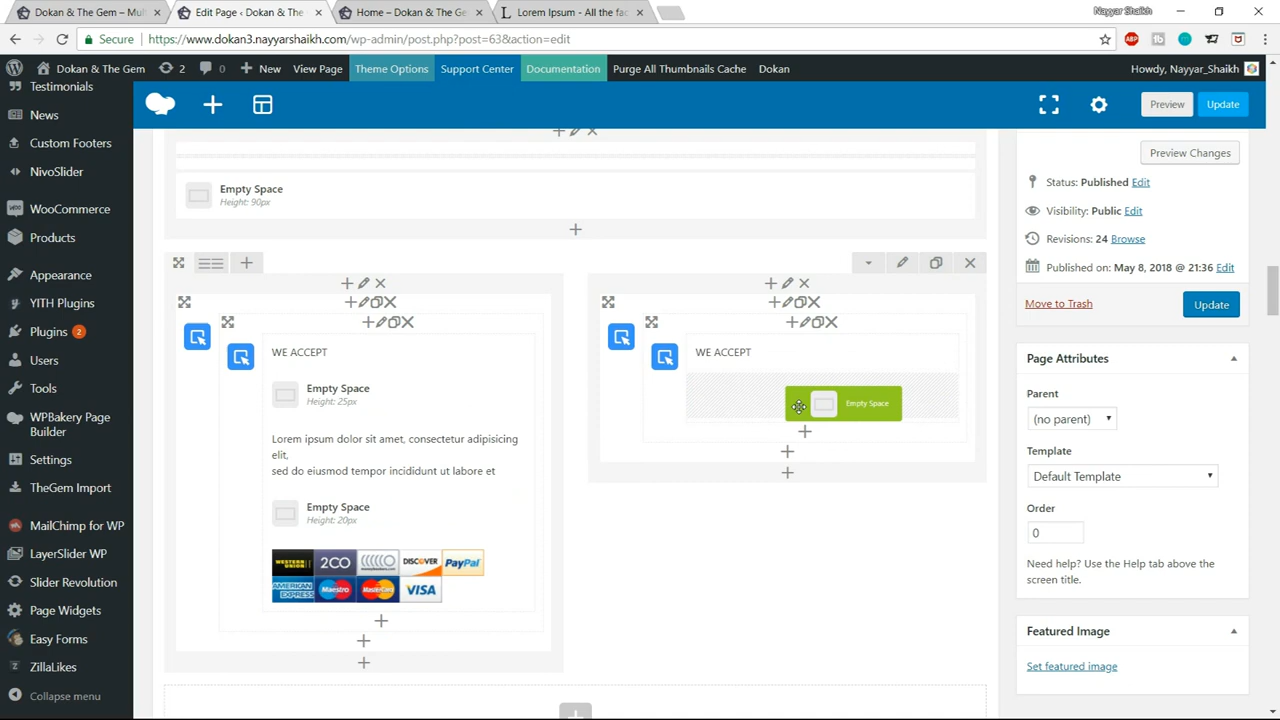 Dokan & The Gem – Mul
Edit Page ‹ Dokan & The
Home – Dokan & The Ge
Lorem Ipsum - All the fac
Nayyar Shaikh
Secure
https://www.dokan3.nayyarshaikh.com/wp-admin/post.php?post=63&action=edit
ABP
Dokan & The Gem
2
0
New
View Page
Theme Options
Support Center
Documentation
Purge All Thumbnails Cache
Dokan
Howdy, Nayyar_Shaikh
Testimonials
News
Custom Footers
NivoSlider
WooCommerce
Products
Appearance
YITH Plugins
Plugins 2
Users
Tools
WPBakery Page
Builder
Settings
TheGem Import
MailChimp for WP
LayerSlider WP
Slider Revolution
Page Widgets
Easy Forms
ZillaLikes
Collapse menu
Preview
Update
Empty Space
Height: 90px
WE ACCEPT
Empty Space
Height: 25px
Lorem ipsum dolor sit amet, consectetur adipisicing
elit,
sed do eiusmod tempor incididunt ut labore et
Empty Space
Height: 20px
WESTERN UNION
2CO
DISCOVER
PayPal
AMERICAN EXPRESS
Maestro
MasterCard
VISA
WE ACCEPT
Empty Space
Preview Changes
Status: Published Edit
Visibility: Public Edit
Revisions: 24 Browse
Published on: May 8, 2018 @ 21:36 Edit
Move to Trash
Update
Page Attributes
Parent
(no parent)
Template
Default Template
Order
0
Need help? Use the Help tab above the
screen title.
Featured Image
Set featured image